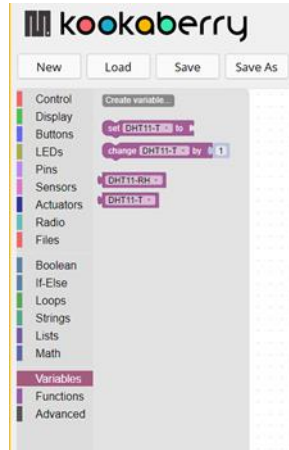 kookaberry
New Load Save Save As
Control
Display
Buttons
LEDs
Pins
Sensors
Actuators
Radio
Files
Boolean
If-Else
Loops
Strings
Lists
Math
Variables
Functions
Advanced
Create variable...
set DHT11-T to
change DHT11-T by 1
DHT11-RH
DHT11-T